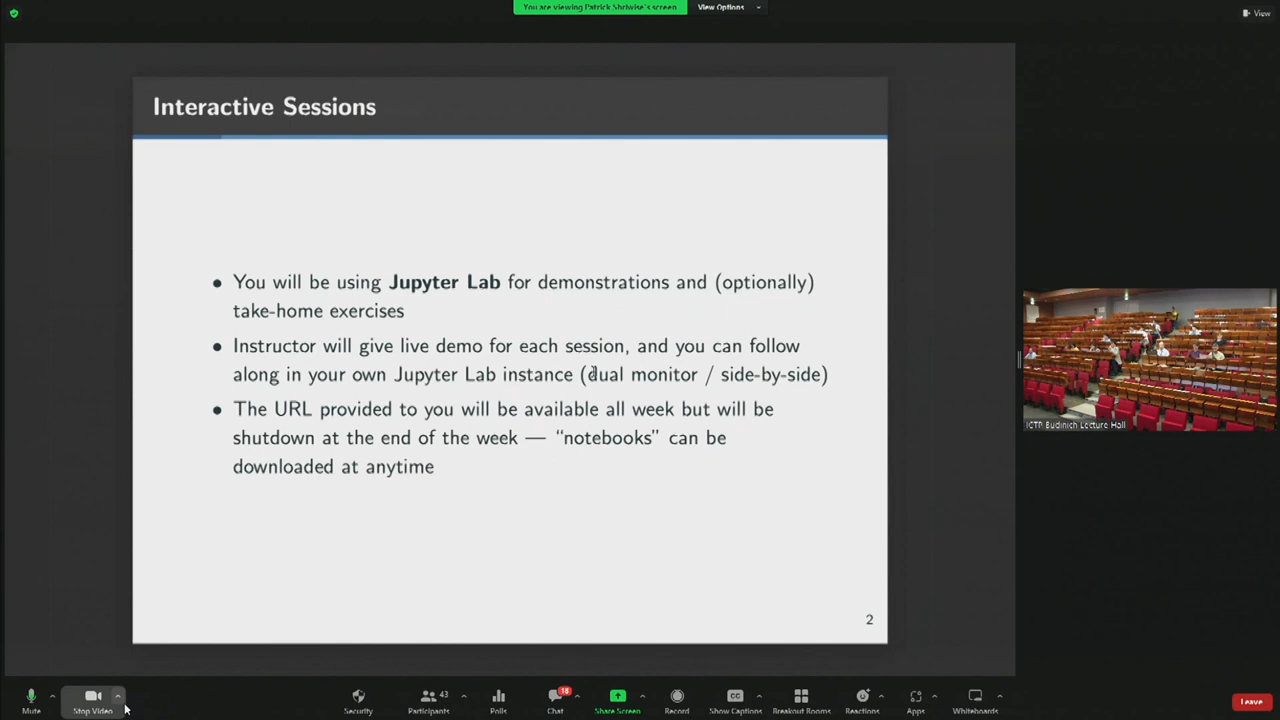 You are viewing Patrick Shriwise's screen
View Options
View
Interactive Sessions
You will be using Jupyter Lab for demonstrations and (optionally)
take-home exercises
Instructor will give live demo for each session, and you can follow
along in your own Jupyter Lab instance (dual monitor / side-by-side)
The URL provided to you will be available all week but will be
shutdown at the end of the week — “notebooks” can be
downloaded at anytime
2
ICTP Budinich Lecture Hall
Mute
Stop Video
Security
Participants
43
Polls
Chat
18
Share Screen
Record
Show Captions
Breakout Rooms
Reactions
Apps
Whiteboards
Leave